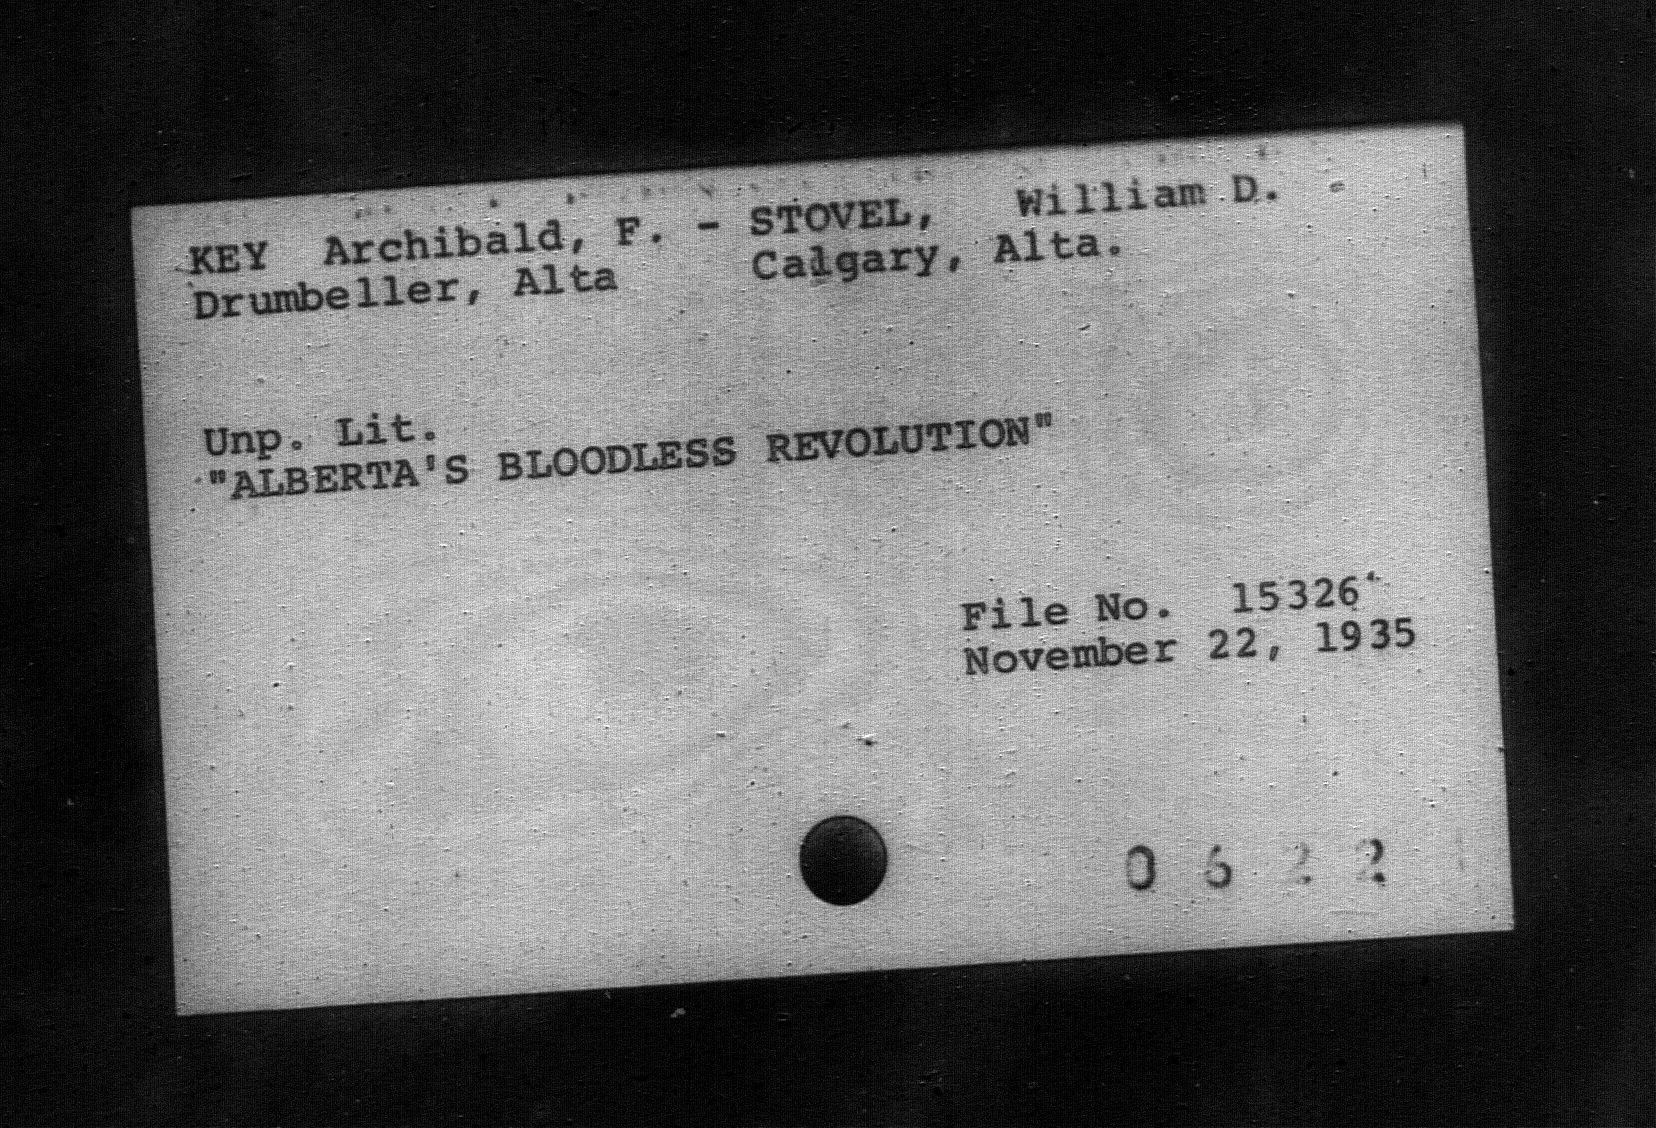 KEY Archibald, F. - STOVEL, William D. -
Drumbeller, Alta Calgary, Alta.
Unp. Lit.
"ALBERTA'S BLOODLESS REVOLUTION"
File No. 15326
November 22, 1935
0 6 2 2